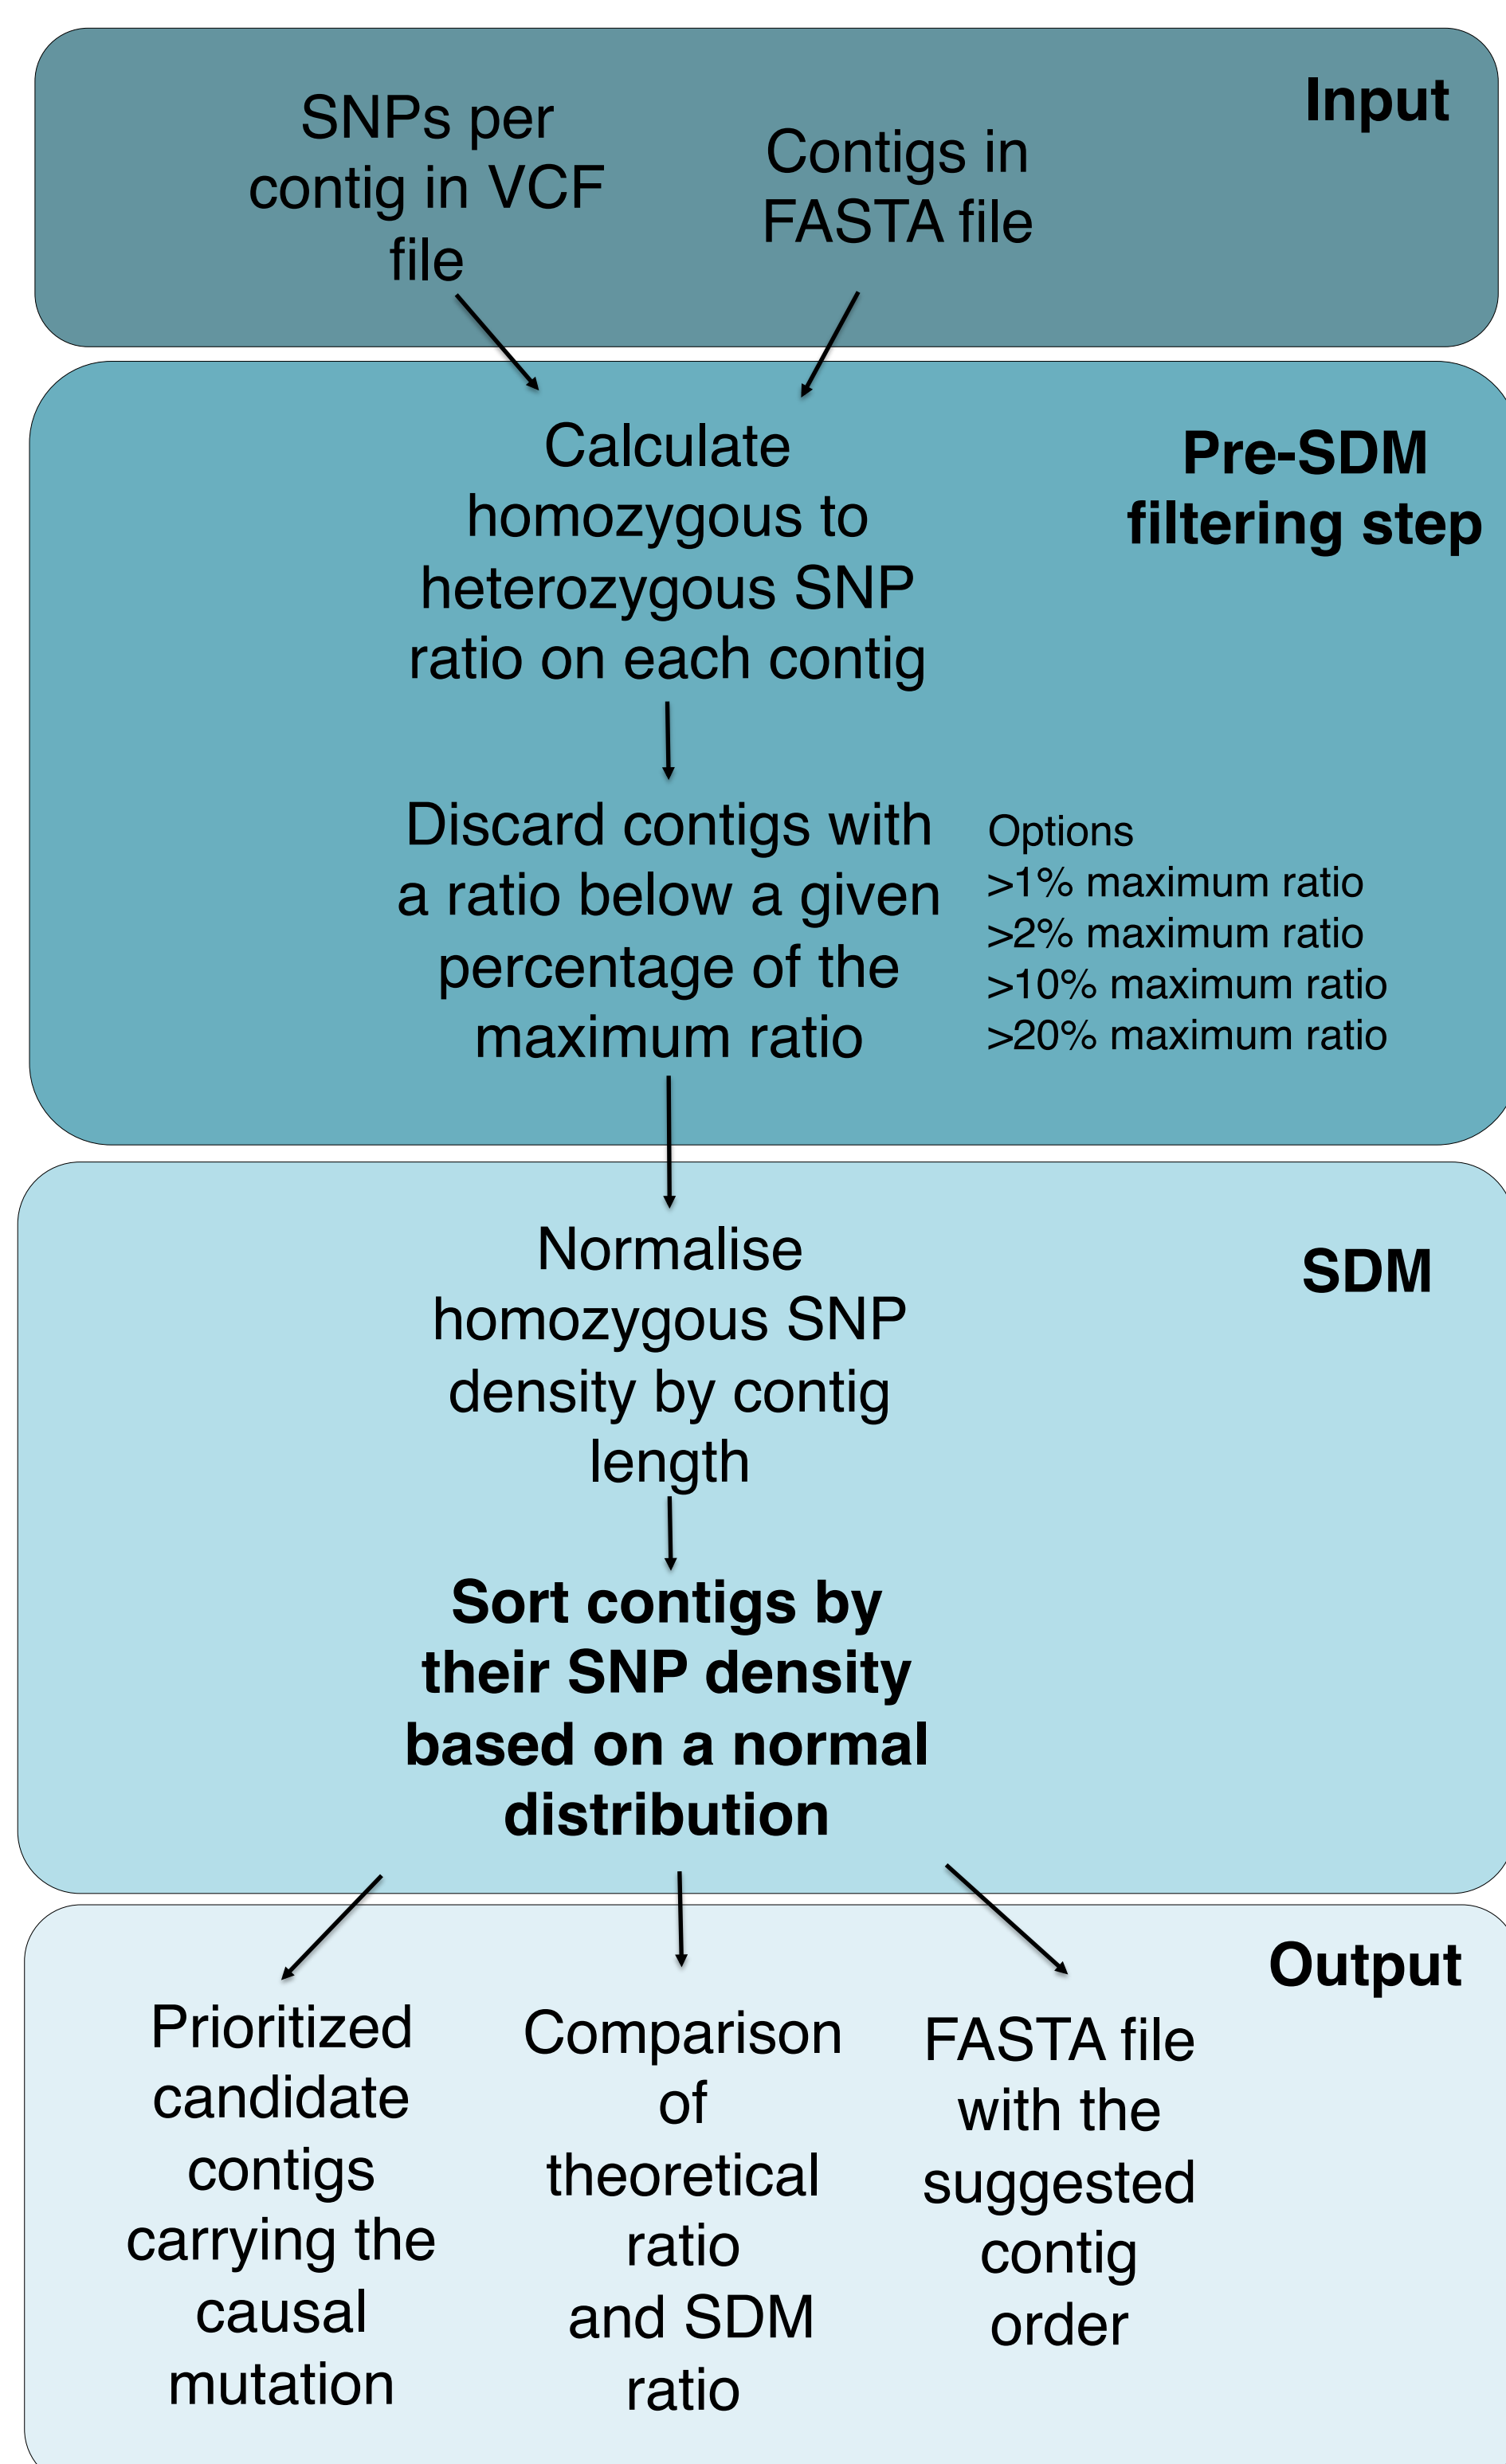 Input
SNPs per
contig in VCF
file
Contigs in
FASTA file
Pre-SDM
filtering step
Calculate
homozygous to
heterozygous SNP
ratio on each contig
Discard contigs with
a ratio below a given
percentage of the
maximum ratio
Options
>1% maximum ratio
>2% maximum ratio
>10% maximum ratio
>20% maximum ratio
SDM
Normalise
homozygous SNP
density by contig
length
Sort contigs by
their SNP density
based on a normal
distribution
Output
Prioritized
candidate
contigs
carrying the
causal
mutation
Comparison
of
theoretical
ratio
and SDM
ratio
FASTA file
with the
suggested
contig
order